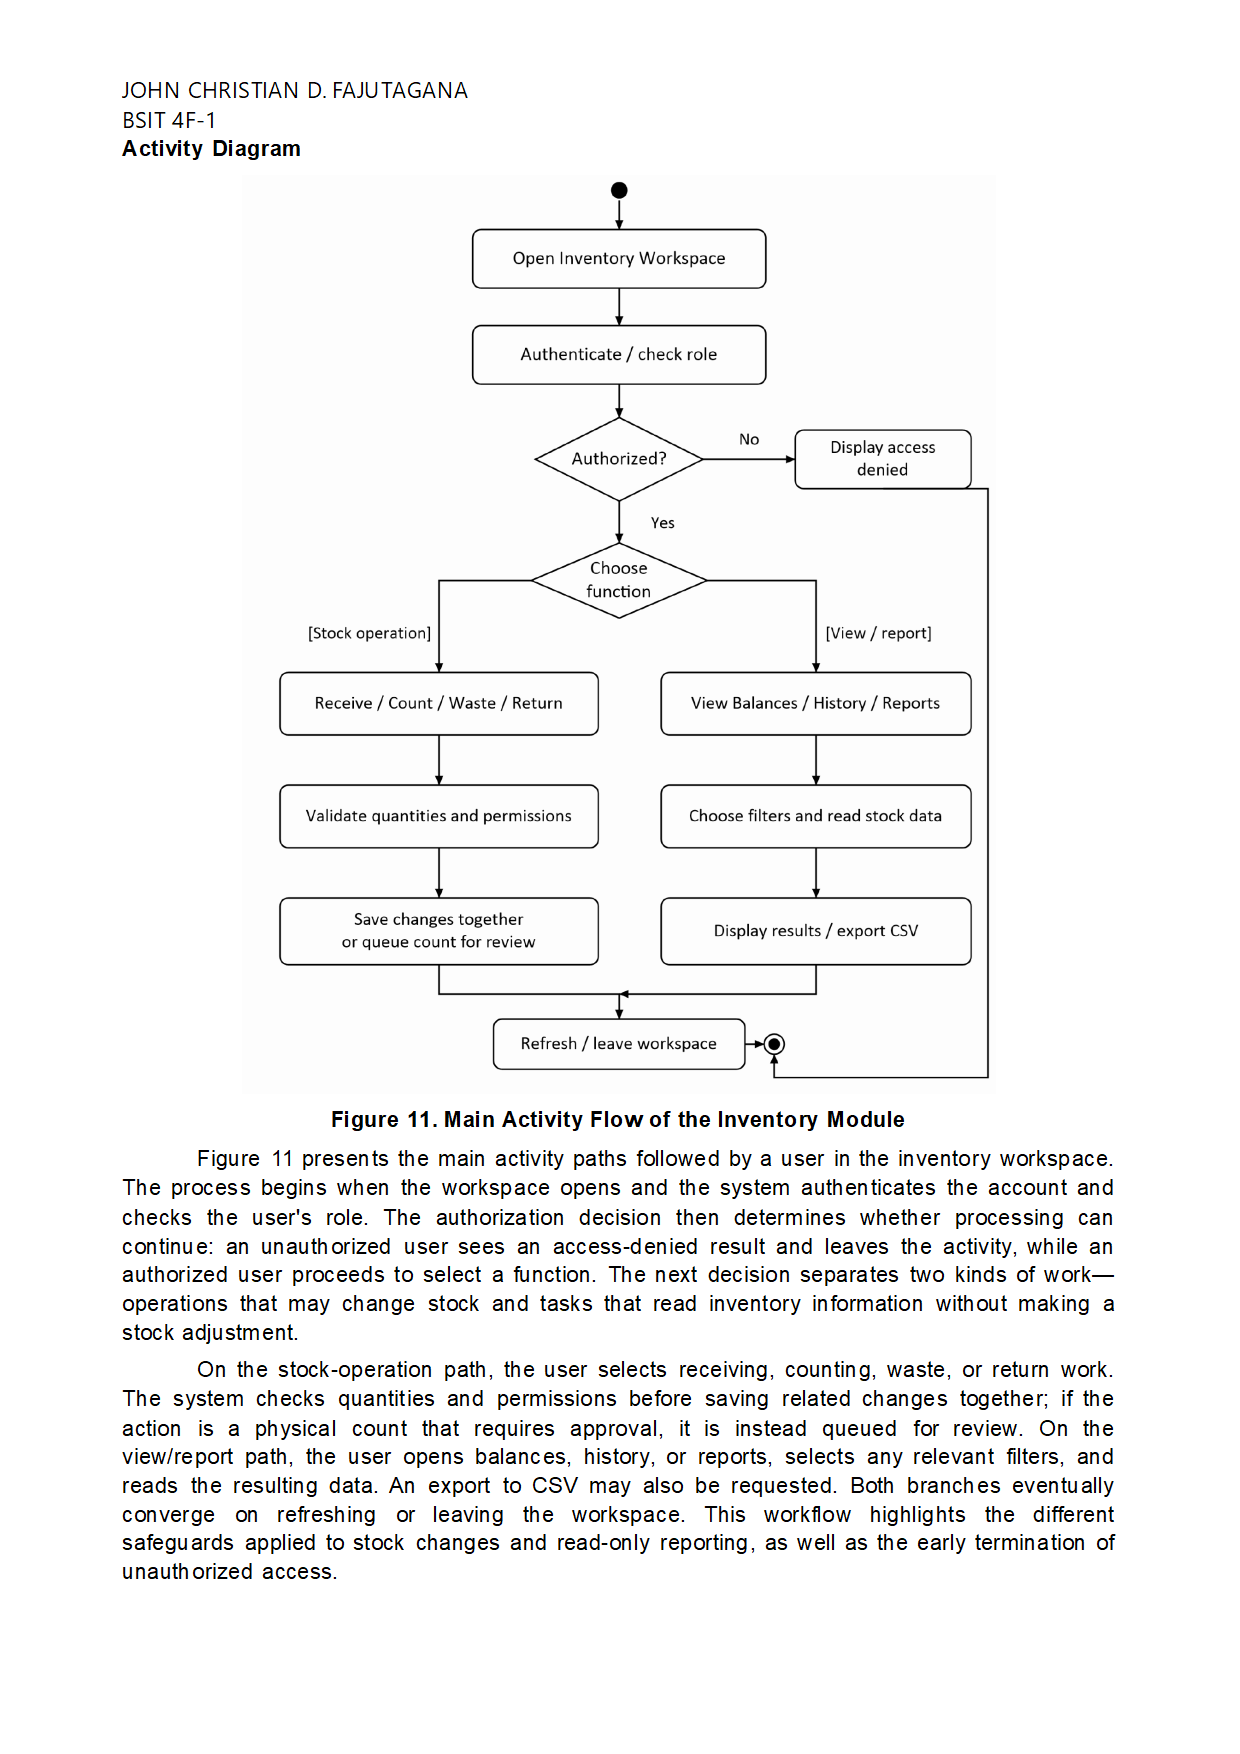 JOHN CHRISTIAN D. FAJUTAGANA
BSIT 4F-1
Activity Diagram
Open Inventory Workspace
Authenticate / check role
Authorized?
No
Display access
denied
Yes
Choose
function
[Stock operation]
[View / report]
Receive / Count / Waste / Return
View Balances / History / Reports
Validate quantities and permissions
Choose filters and read stock data
Save changes together
or queue count for review
Display results / export CSV
Refresh / leave workspace
Figure 11. Main Activity Flow of the Inventory Module
Figure 11 presents the main activity paths followed by a user in the inventory workspace.
The process begins when the workspace opens and the system authenticates the account and
checks the user's role. The authorization decision then determines whether processing can
continue: an unauthorized user sees an access-denied result and leaves the activity, while an
authorized user proceeds to select a function. The next decision separates two kinds of work—
operations that may change stock and tasks that read inventory information without making a
stock adjustment.
On the stock-operation path, the user selects receiving, counting, waste, or return work.
The system checks quantities and permissions before saving related changes together; if the
action is a physical count that requires approval, it is instead queued for review. On the
view/report path, the user opens balances, history, or reports, selects any relevant filters, and
reads the resulting data. An export to CSV may also be requested. Both branches eventually
converge on refreshing or leaving the workspace. This workflow highlights the different
safeguards applied to stock changes and read-only reporting, as well as the early termination of
unauthorized access.